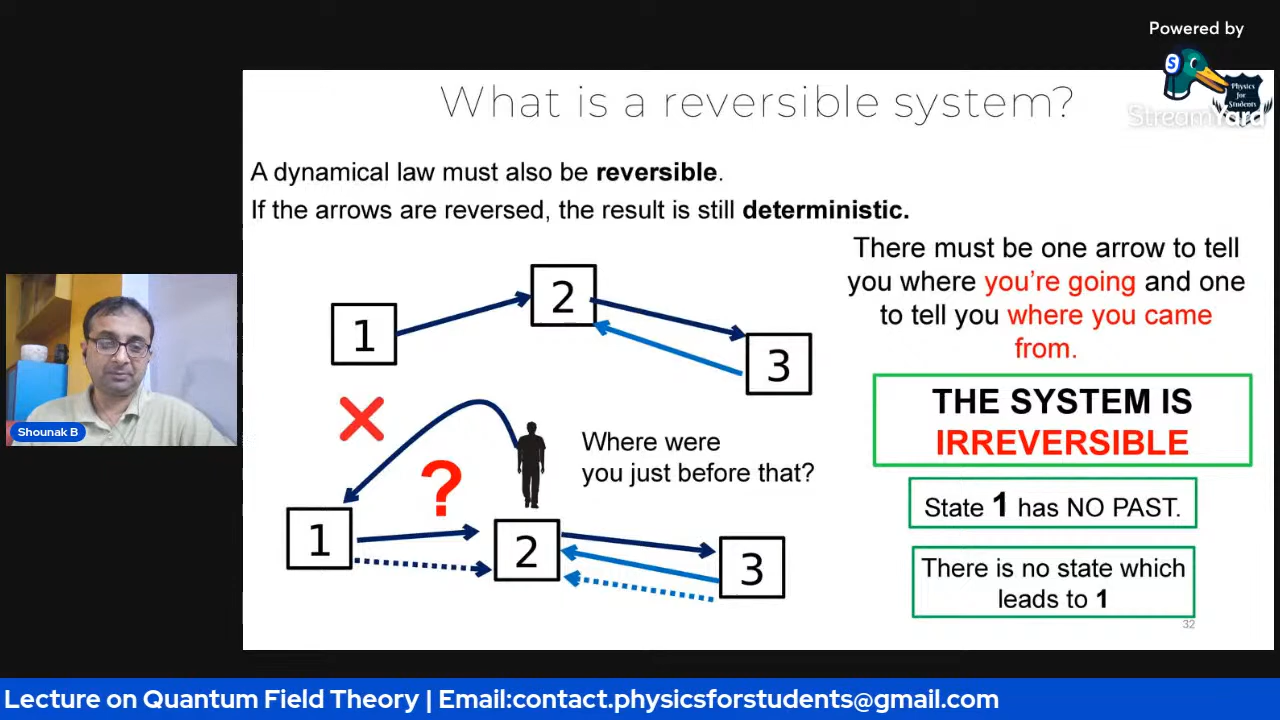 Powered by
S
Physics
for
Students
StreamYard
What is a reversible system?
A dynamical law must also be reversible.
If the arrows are reversed, the result is still deterministic.
There must be one arrow to tell
you where you're going and one
to tell you where you came
from.
1
2
3
THE SYSTEM IS
IRREVERSIBLE
Where were
you just before that?
?
State 1 has NO PAST.
1
2
3
There is no state which
leads to 1
32
Shounak B
Lecture on Quantum Field Theory | Email:contact.physicsforstudents@gmail.com